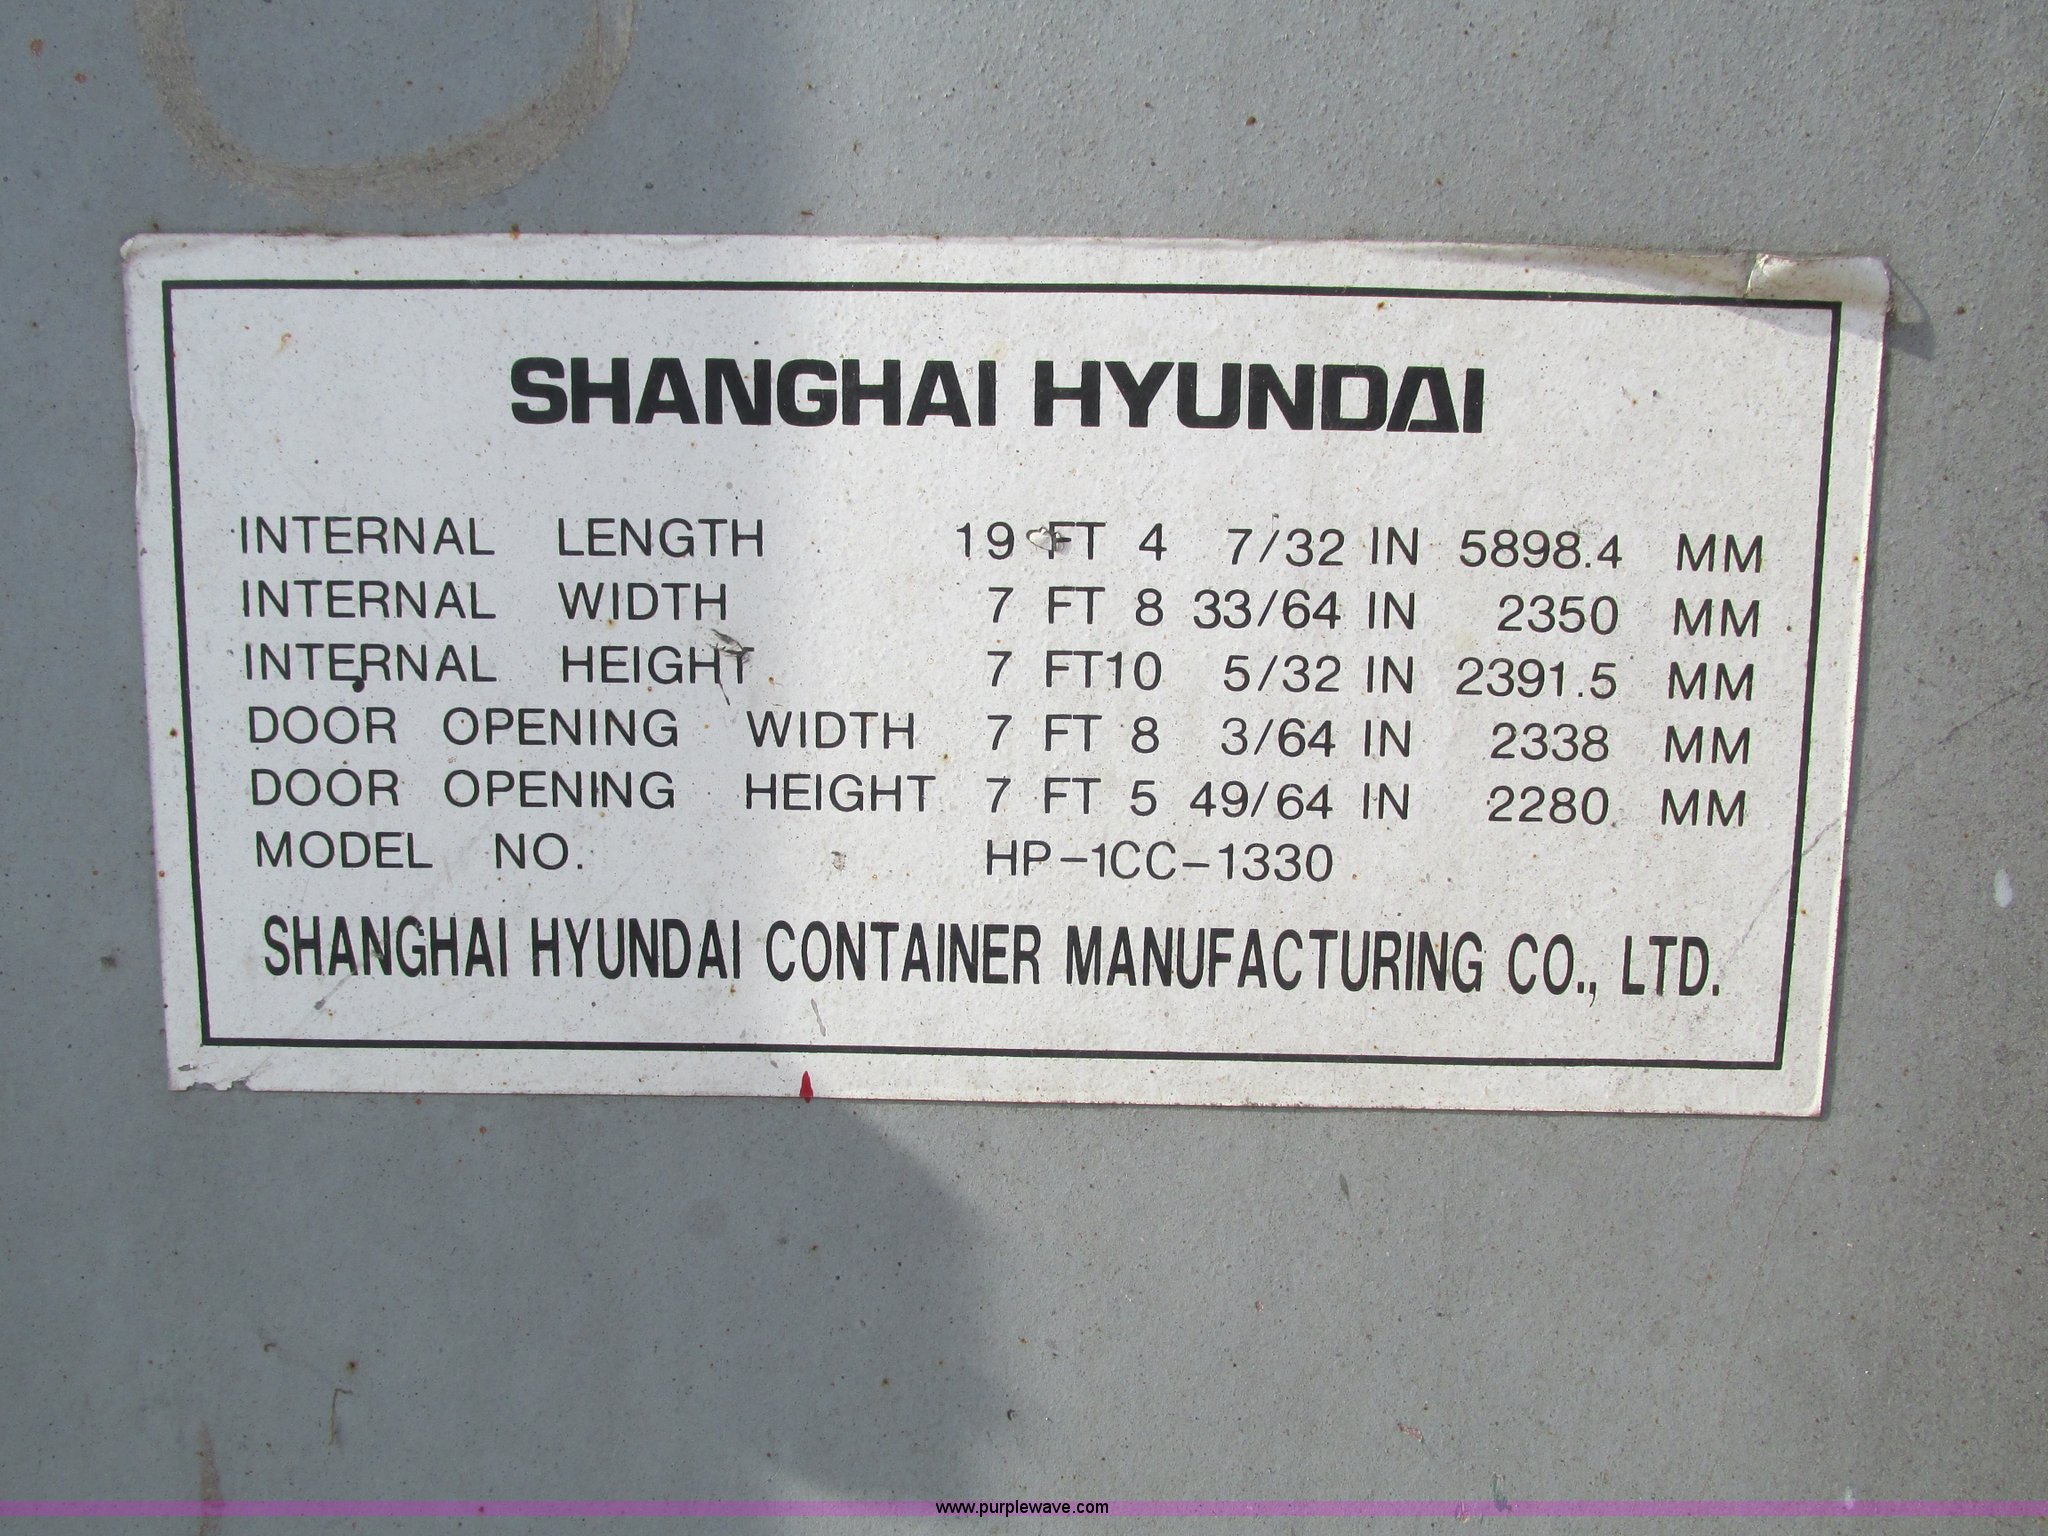 SHANGHAI HYUNDAI
INTERNAL LENGTH 19 FT 4 7/32 IN 5898.4 MM
INTERNAL WIDTH 7 FT 8 33/64 IN 2350 MM
INTERNAL HEIGHT 7 FT10 5/32 IN 2391.5 MM
DOOR OPENING WIDTH 7 FT 8 3/64 IN 2338 MM
DOOR OPENING HEIGHT 7 FT 5 49/64 IN 2280 MM
MODEL NO. HP-1CC-1330
SHANGHAI HYUNDAI CONTAINER MANUFACTURING CO., LTD.
www.purplewave.com